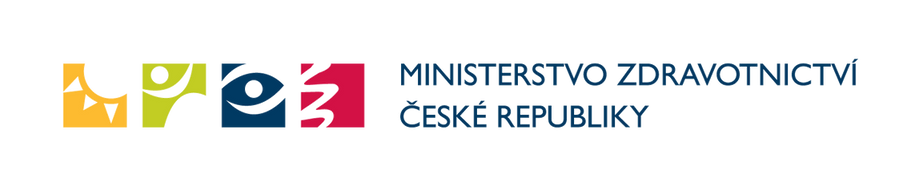 MINISTERSTVO ZDRAVOTNICTVÍ
ČESKÉ REPUBLIKY